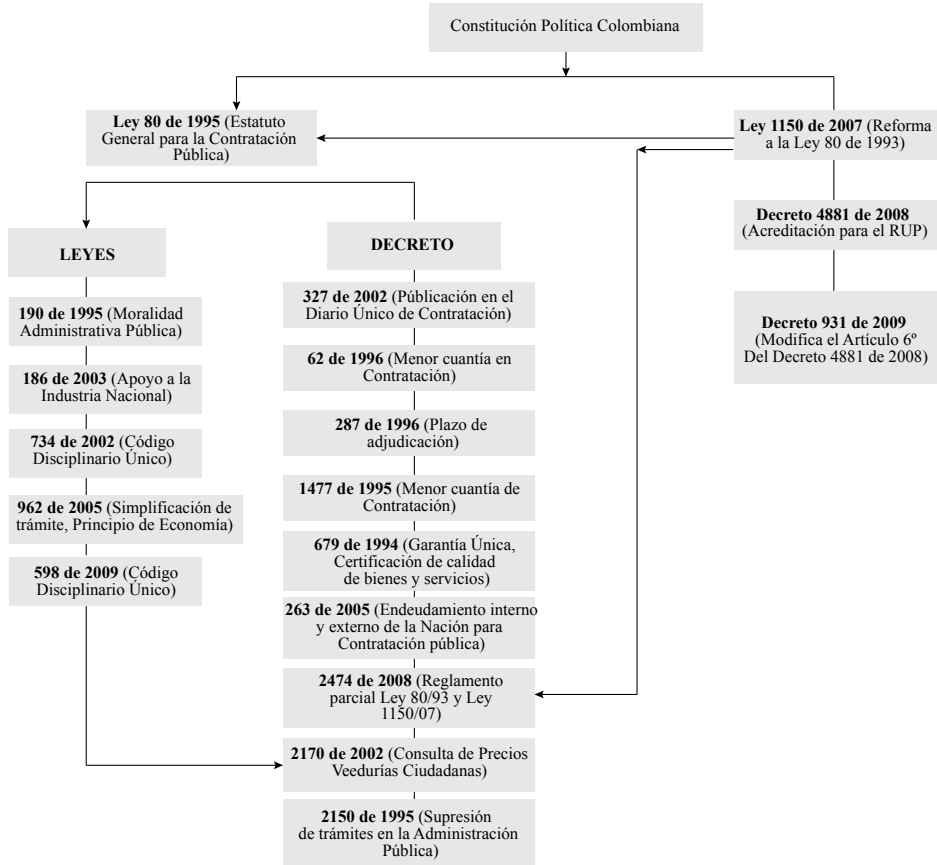 Constitución Política Colombiana
Ley 80 de 1995 (Estatuto
General para la Contratación
Pública)
Ley 1150 de 2007 (Reforma
a la Ley 80 de 1993)
Decreto 4881 de 2008
(Acreditación para el RUP)
Decreto 931 de 2009
(Modifica el Artículo 6º
Del Decreto 4881 de 2008)
LEYES
190 de 1995 (Moralidad
Administrativa Pública)
186 de 2003 (Apoyo a la
Industria Nacional)
734 de 2002 (Código
Disciplinario Único)
962 de 2005 (Simplificación de
trámite, Principio de Economía)
598 de 2009 (Código
Disciplinario Único)
DECRETO
327 de 2002 (Públicación en el
Diario Único de Contratación)
62 de 1996 (Menor cuantía en
Contratación)
287 de 1996 (Plazo de
adjudicación)
1477 de 1995 (Menor cuantía de
Contratación)
679 de 1994 (Garantía Única,
Certificación de calidad
de bienes y servicios)
263 de 2005 (Endeudamiento interno
y externo de la Nación para
Contratación pública)
2474 de 2008 (Reglamento
parcial Ley 80/93 y Ley
1150/07)
2170 de 2002 (Consulta de Precios
Veedurías Ciudadanas)
2150 de 1995 (Supresión
de trámites en la Administración
Pública)